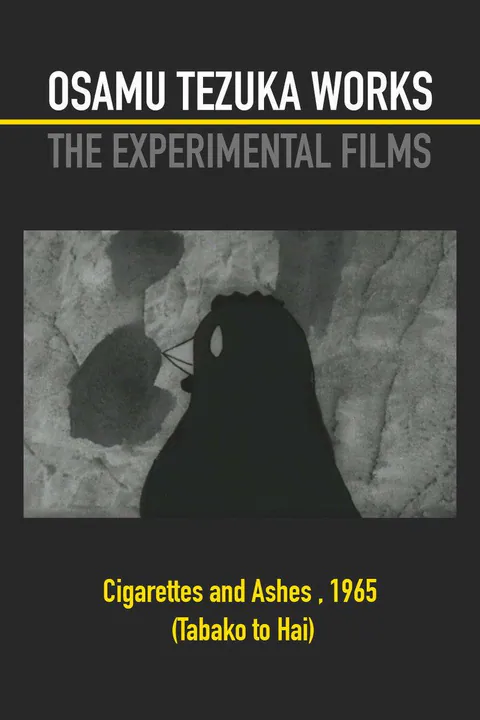 OSAMU TEZUKA WORKS
THE EXPERIMENTAL FILMS
Cigarettes and Ashes , 1965
(Tabako to Hai)